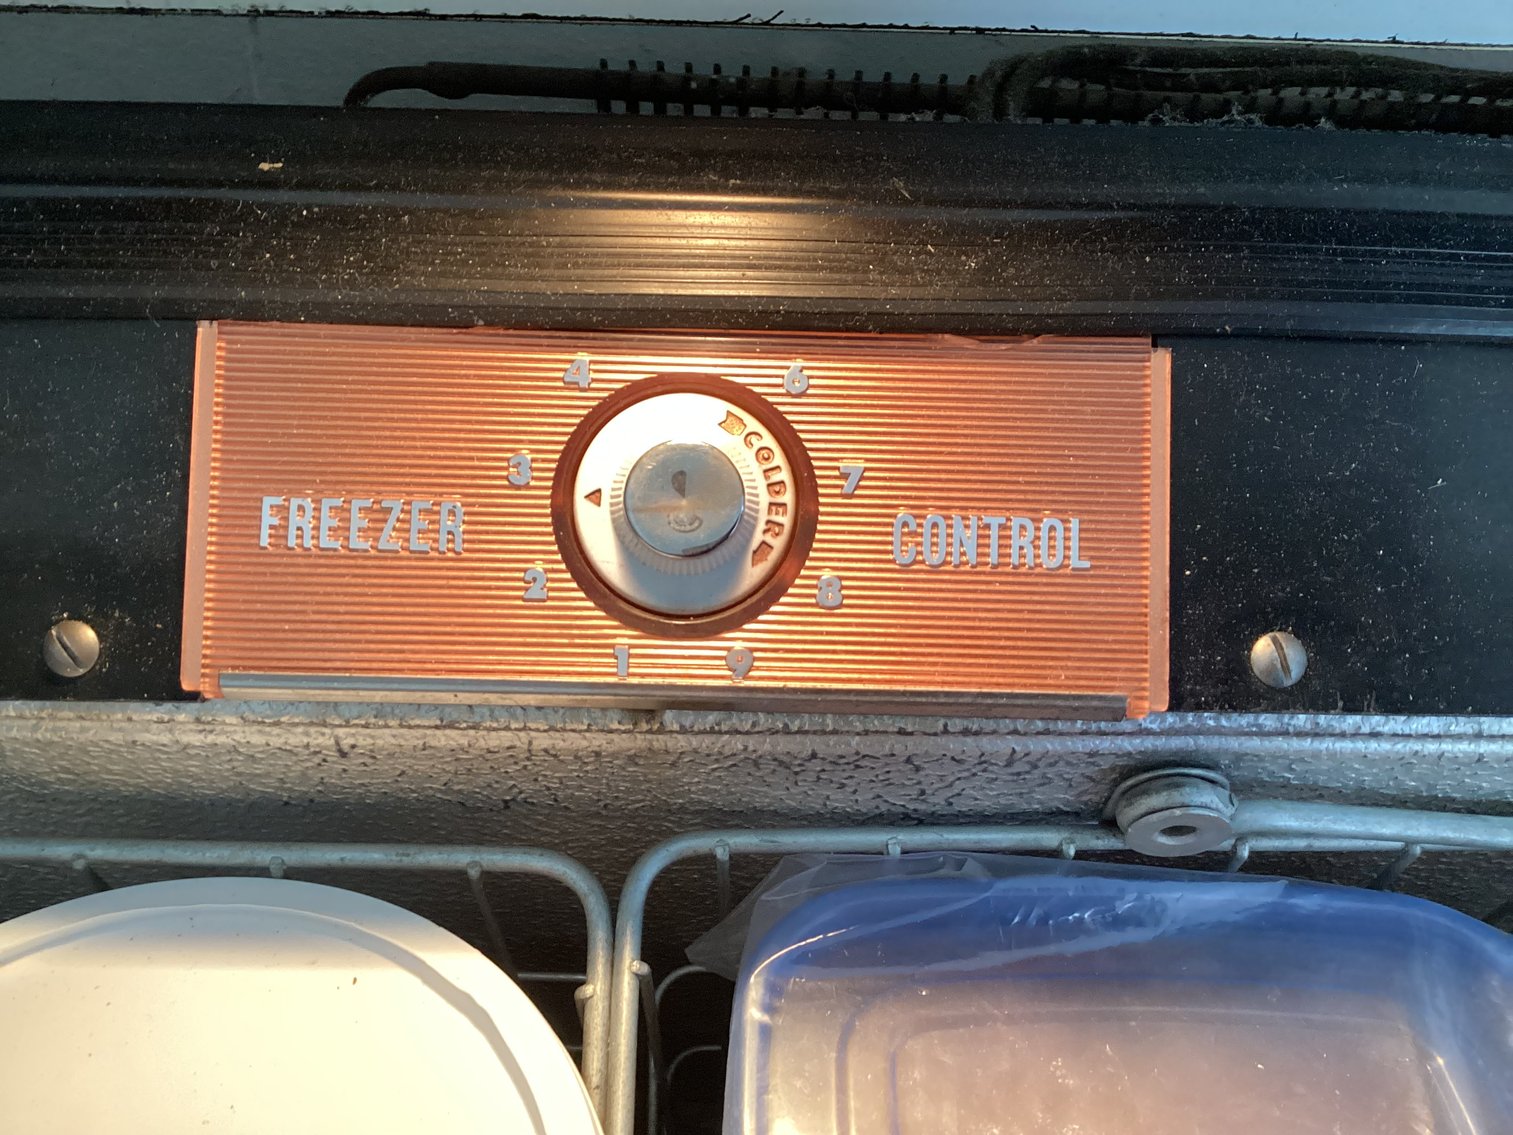 4 6
3 COLDER 7
FREEZER CONTROL
2 8
1 9